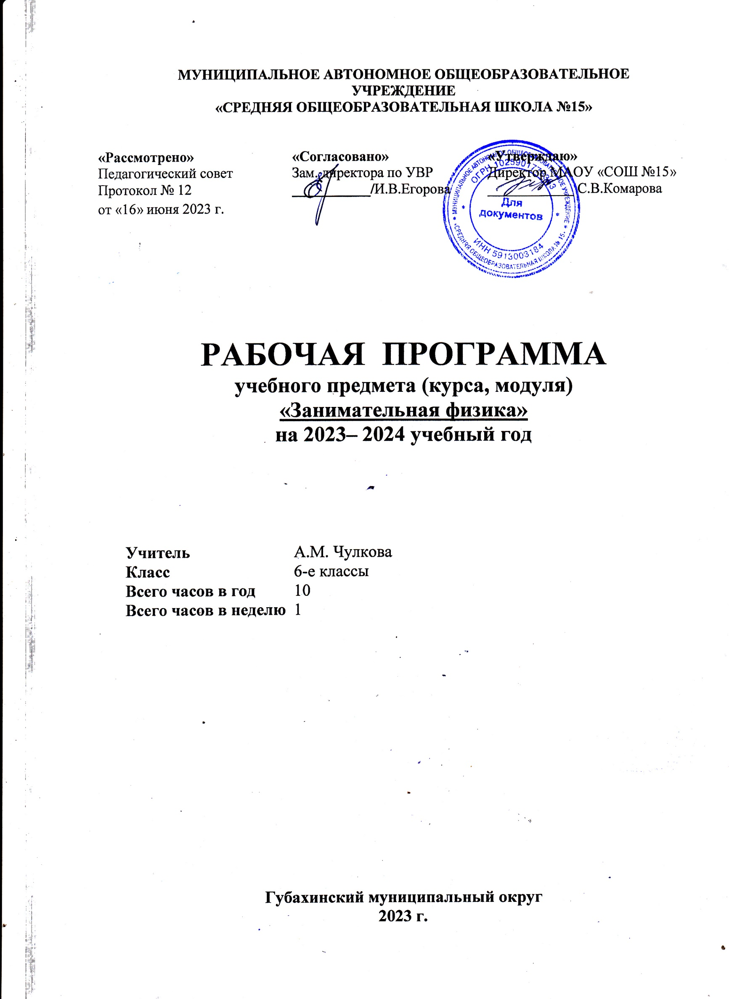 МУНИЦИПАЛЬНОЕ АВТОНОМНОЕ ОБЩЕОБРАЗОВАТЕЛЬНОЕ
УЧРЕЖДЕНИЕ
«СРЕДНЯЯ ОБЩЕОБРАЗОВАТЕЛЬНАЯ ШКОЛА №15»
«Рассмотрено»
Педагогический совет
Протокол № 12
от «16» июня 2023 г.
«Согласовано»
Зам. директора по УВР
/И.В.Егорова
«Утверждаю»
Директор МАОУ «СОШ №15»
С.В.Комарова
МУНИЦИПАЛЬНОЕ АВТОНОМНОЕ ОБЩЕОБРАЗОВАТЕЛЬНОЕ УЧРЕЖДЕНИЕ
«СРЕДНЯЯ ОБЩЕОБРАЗОВАТЕЛЬНАЯ ШКОЛА № 15»
ОГРН
Для
документов
ИНН 5913003184
РАБОЧАЯ ПРОГРАММА
учебного предмета (курса, модуля)
«Занимательная физика»
на 2023– 2024 учебный год
Учитель А.М. Чулкова
Класс 6-е классы
Всего часов в год 10
Всего часов в неделю 1
Губахинский муниципальный округ
2023 г.